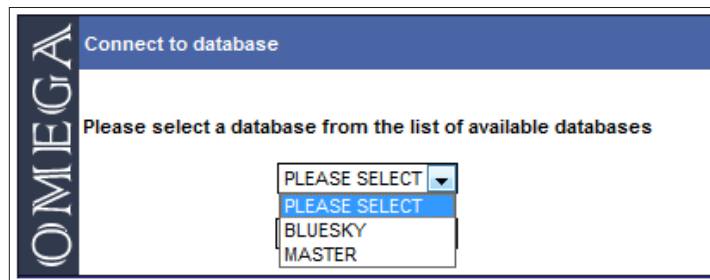 OMEGA
Connect to database
Please select a database from the list of available databases
PLEASE SELECT
PLEASE SELECT
BLUESKY
MASTER